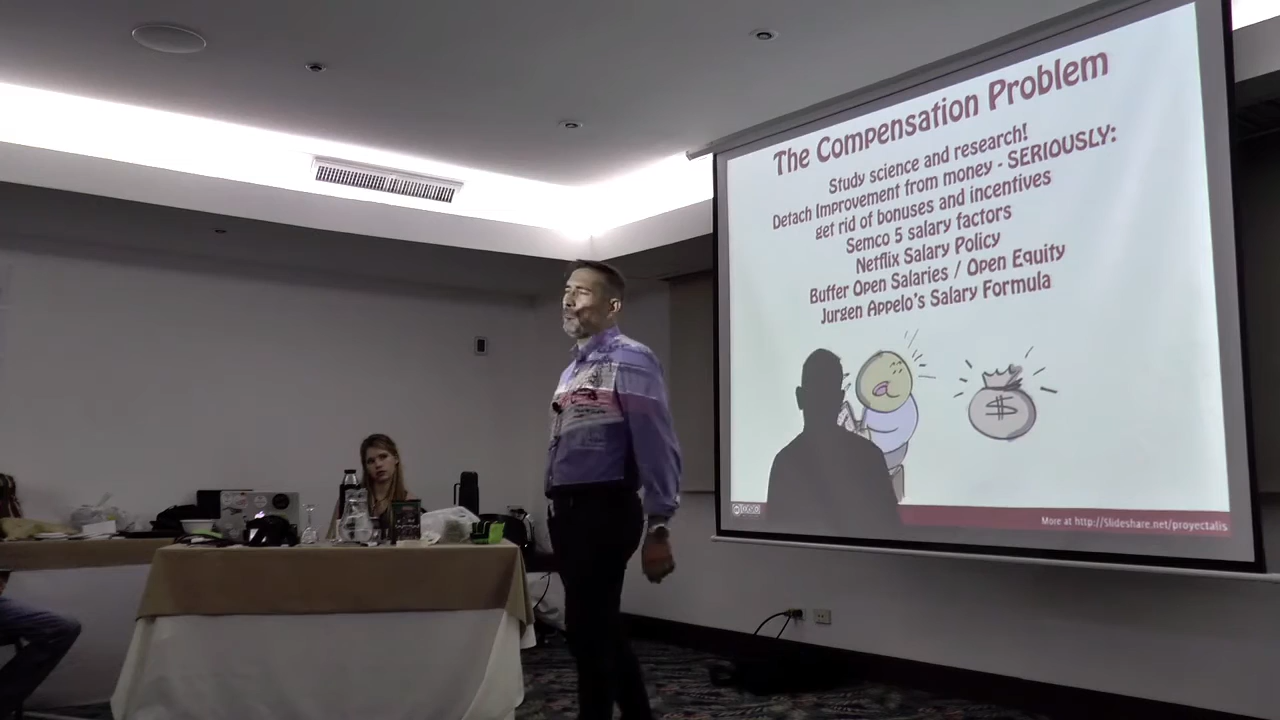 The Compensation Problem
Study science and research!
Detach Improvement from money - SERIOUSLY:
get rid of bonuses and incentives
Semco 5 salary factors
Netflix Salary Policy
Buffer Open Salaries / Open Equity
Jurgen Appelo's Salary Formula
$
More at http://slideshare.net/proyectalis